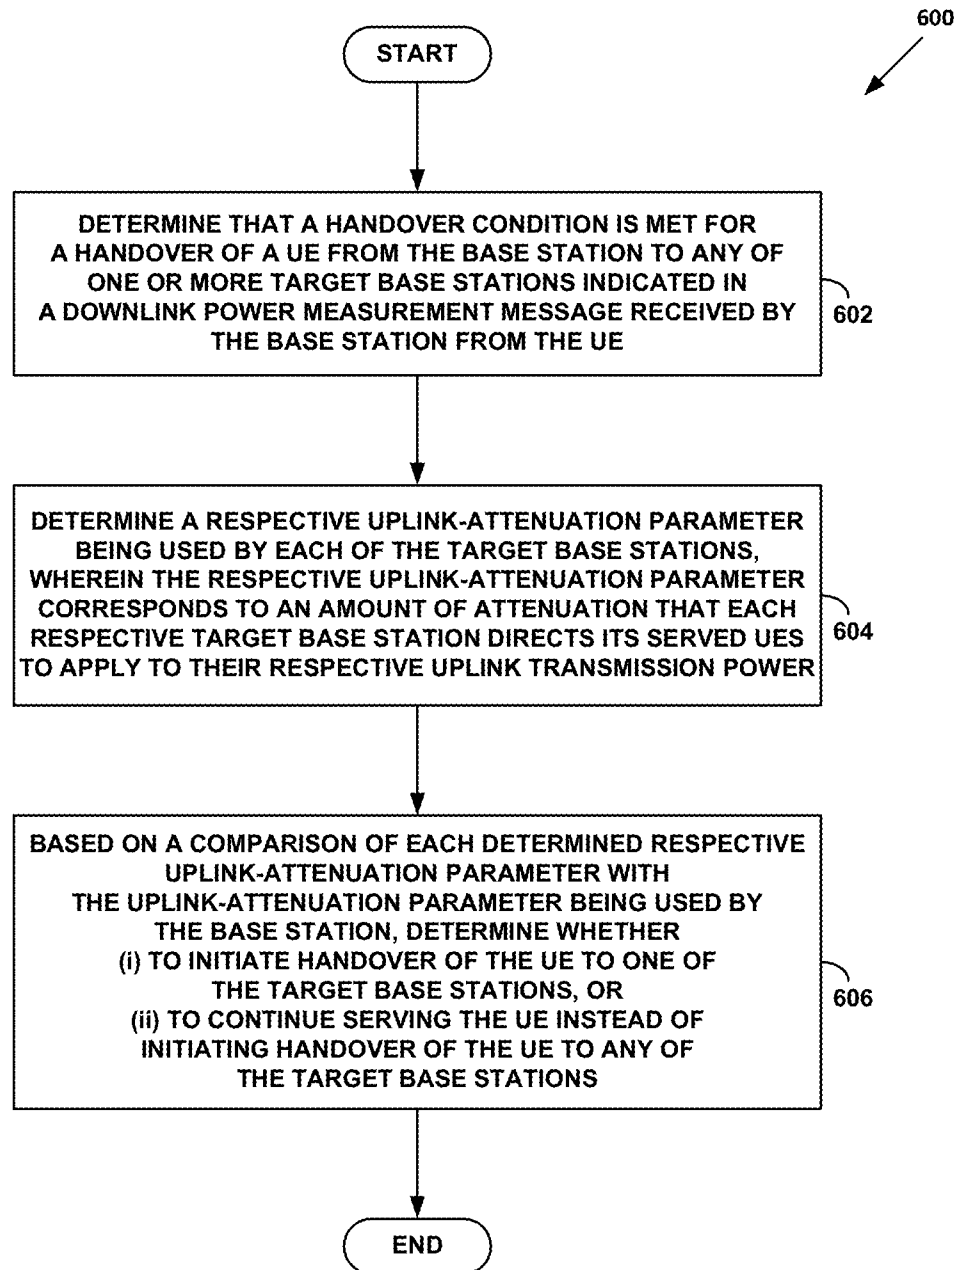 600
START
DETERMINE THAT A HANDOVER CONDITION IS MET FOR
A HANDOVER OF A UE FROM THE BASE STATION TO ANY OF
ONE OR MORE TARGET BASE STATIONS INDICATED IN
A DOWNLINK POWER MEASUREMENT MESSAGE RECEIVED BY
THE BASE STATION FROM THE UE
602
DETERMINE A RESPECTIVE UPLINK-ATTENUATION PARAMETER
BEING USED BY EACH OF THE TARGET BASE STATIONS,
WHEREIN THE RESPECTIVE UPLINK-ATTENUATION PARAMETER
CORRESPONDS TO AN AMOUNT OF ATTENUATION THAT EACH
RESPECTIVE TARGET BASE STATION DIRECTS ITS SERVED UES
TO APPLY TO THEIR RESPECTIVE UPLINK TRANSMISSION POWER
604
BASED ON A COMPARISON OF EACH DETERMINED RESPECTIVE
UPLINK-ATTENUATION PARAMETER WITH
THE UPLINK-ATTENUATION PARAMETER BEING USED BY
THE BASE STATION, DETERMINE WHETHER
(i) TO INITIATE HANDOVER OF THE UE TO ONE OF
THE TARGET BASE STATIONS, OR
(ii) TO CONTINUE SERVING THE UE INSTEAD OF
INITIATING HANDOVER OF THE UE TO ANY OF
THE TARGET BASE STATIONS
606
END